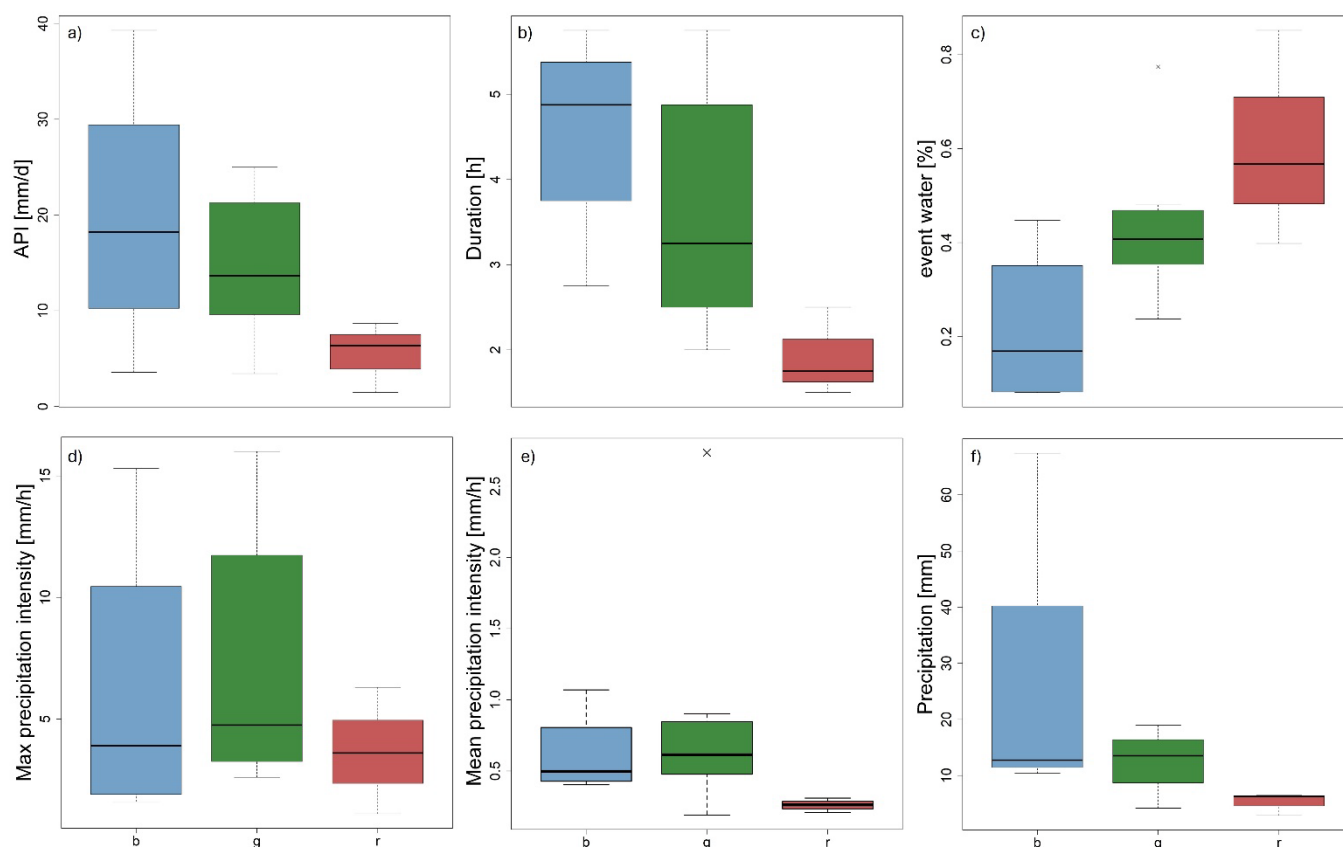 a)
API [mm/d]
40
30
20
10
0
b)
Duration [h]
5
4
3
2
c)
event water [%]
0.8
0.6
0.4
0.2
d)
Max precipitation intensity [mm/h]
15
10
5
b
g
r
e)
Mean precipitation intensity [mm/h]
2.5
2.0
1.5
1.0
0.5
b
g
r
f)
Precipitation [mm]
60
50
40
30
20
10
b
g
r